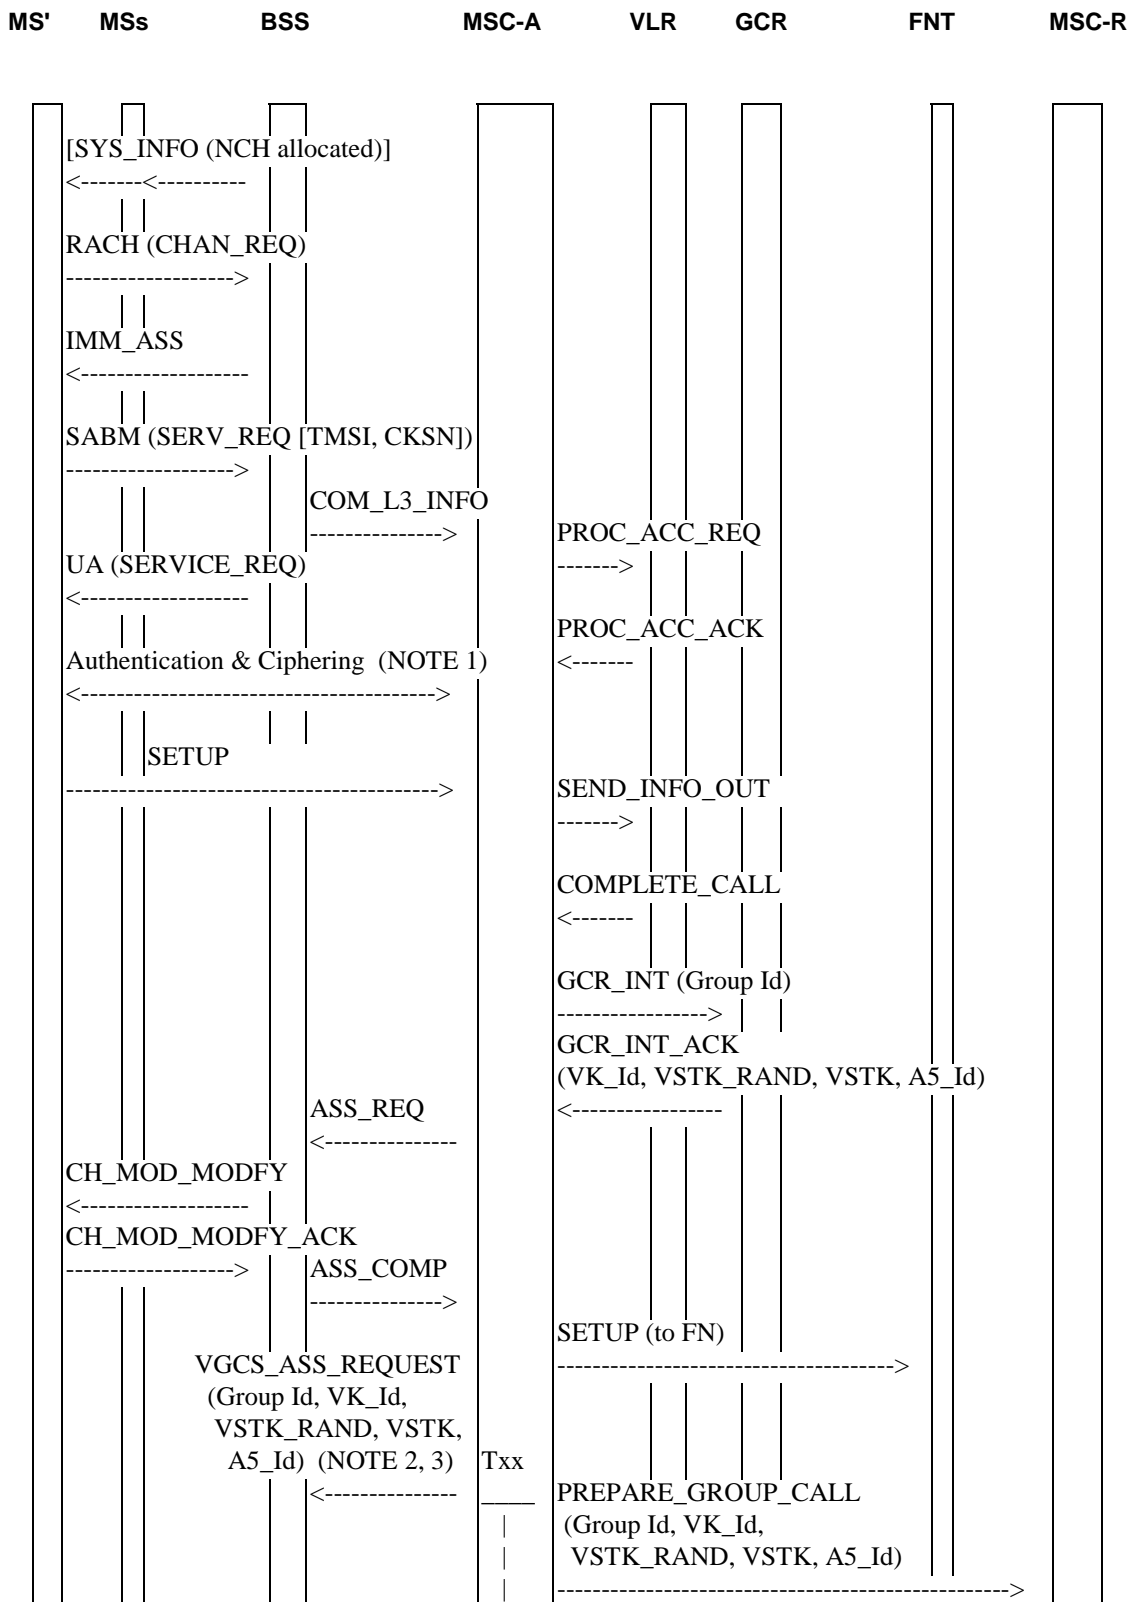 MS' MSs BSS MSC-A VLR GCR FNT MSC-R
[SYS_INFO (NCH allocated)]
<-------<----------
RACH (CHAN_REQ)
------------------->
IMM_ASS
<-------------------
SABM (SERV_REQ [TMSI, CKSN])
------------------->
COM_L3_INFO
---------------> PROC_ACC_REQ
UA (SERVICE_REQ) ------->
<-------------------
PROC_ACC_ACK
Authentication & Ciphering (NOTE 1) <-------
<---------------------------------------->
SETUP
------------------------------------------> SEND_INFO_OUT
------->
COMPLETE_CALL
<-------
GCR_INT (Group Id)
----------------->
GCR_INT_ACK
(VK_Id, VSTK_RAND, VSTK, A5_Id)
ASS_REQ <-----------------
<---------------
CH_MOD_MODFY
<-------------------
CH_MOD_MODFY_ACK
-------------------> ASS_COMP
--------------->
SETUP (to FN)
VGCS_ASS_REQUEST -------------------------------------->
(Group Id, VK_Id,
VSTK_RAND, VSTK,
A5_Id) (NOTE 2, 3) Txx
<--------------- ____ PREPARE_GROUP_CALL
| (Group Id, VK_Id,
| VSTK_RAND, VSTK, A5_Id)
| --------------------------------------------------->